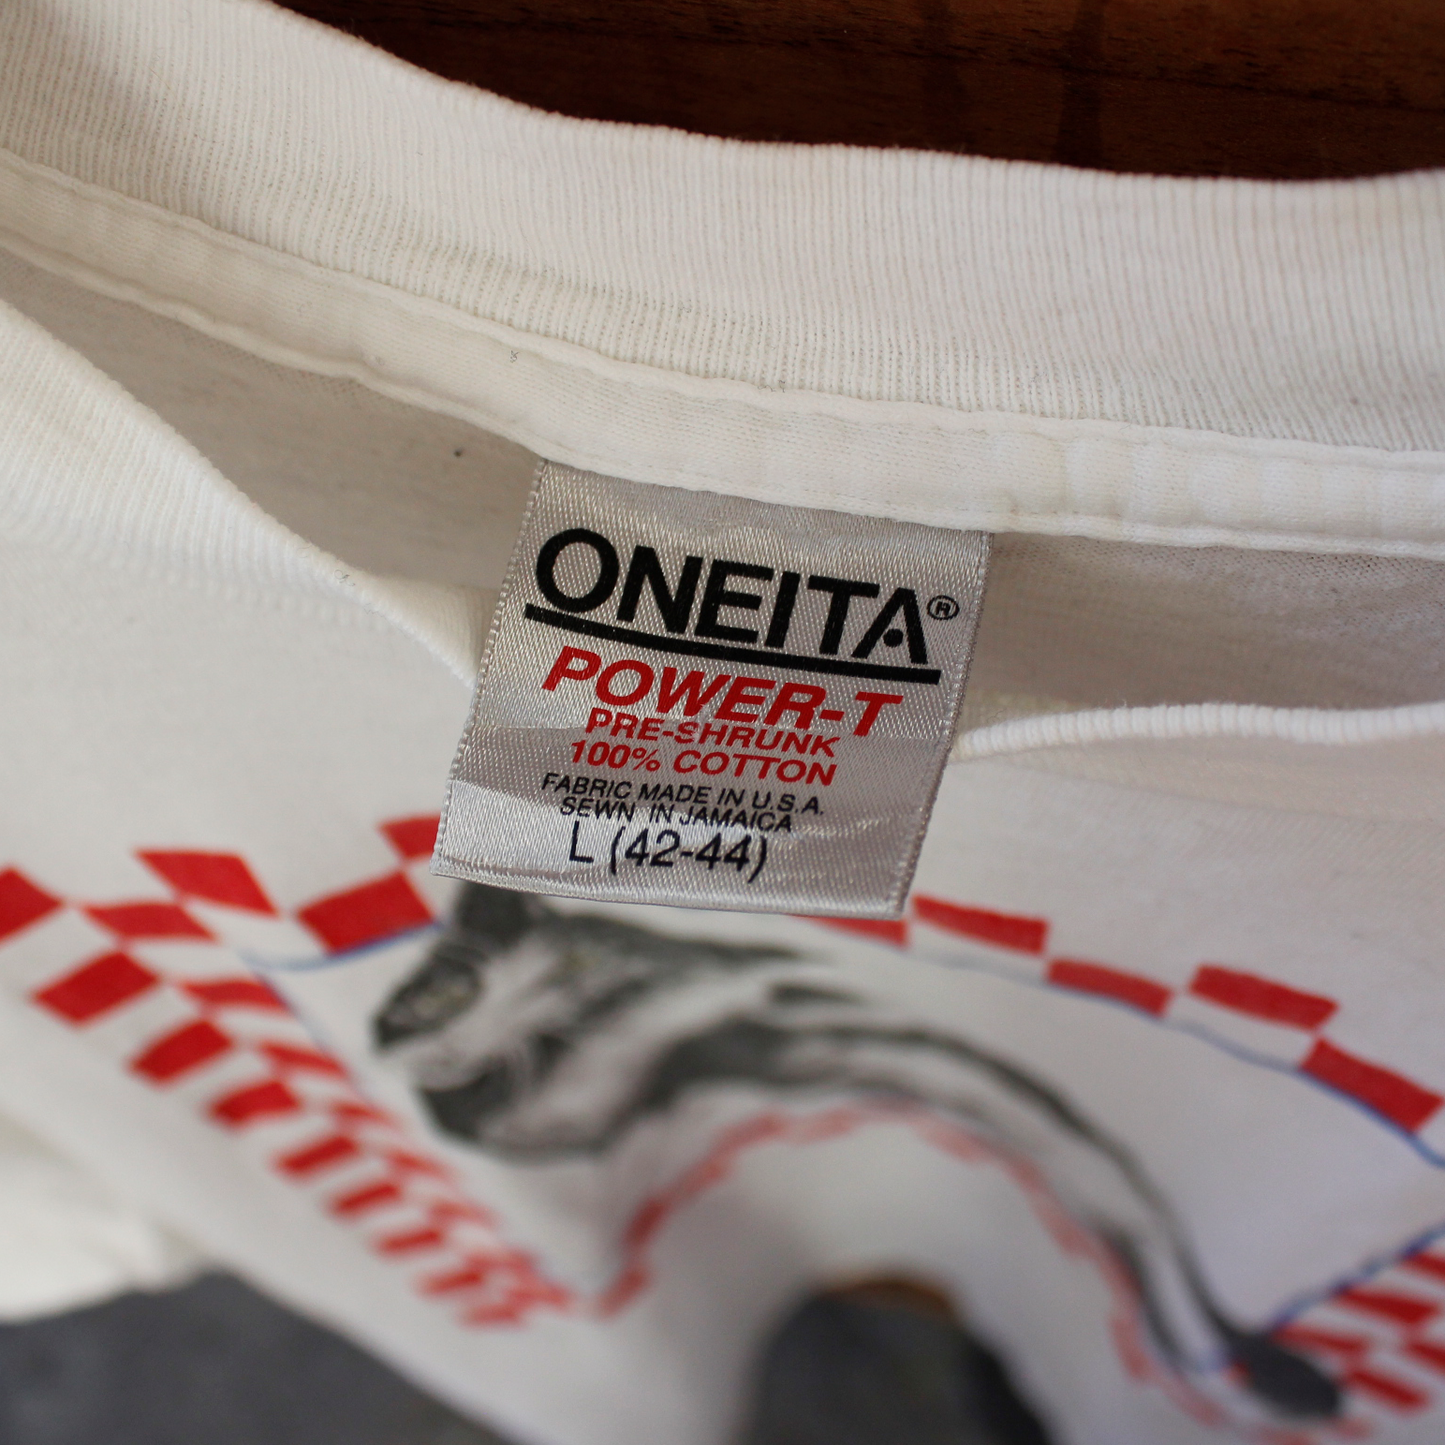 ONEITA®
POWER-T
PRE-SHRUNK
100% COTTON
FABRIC MADE IN U.S.A.
SEWN IN JAMAICA
L (42-44)